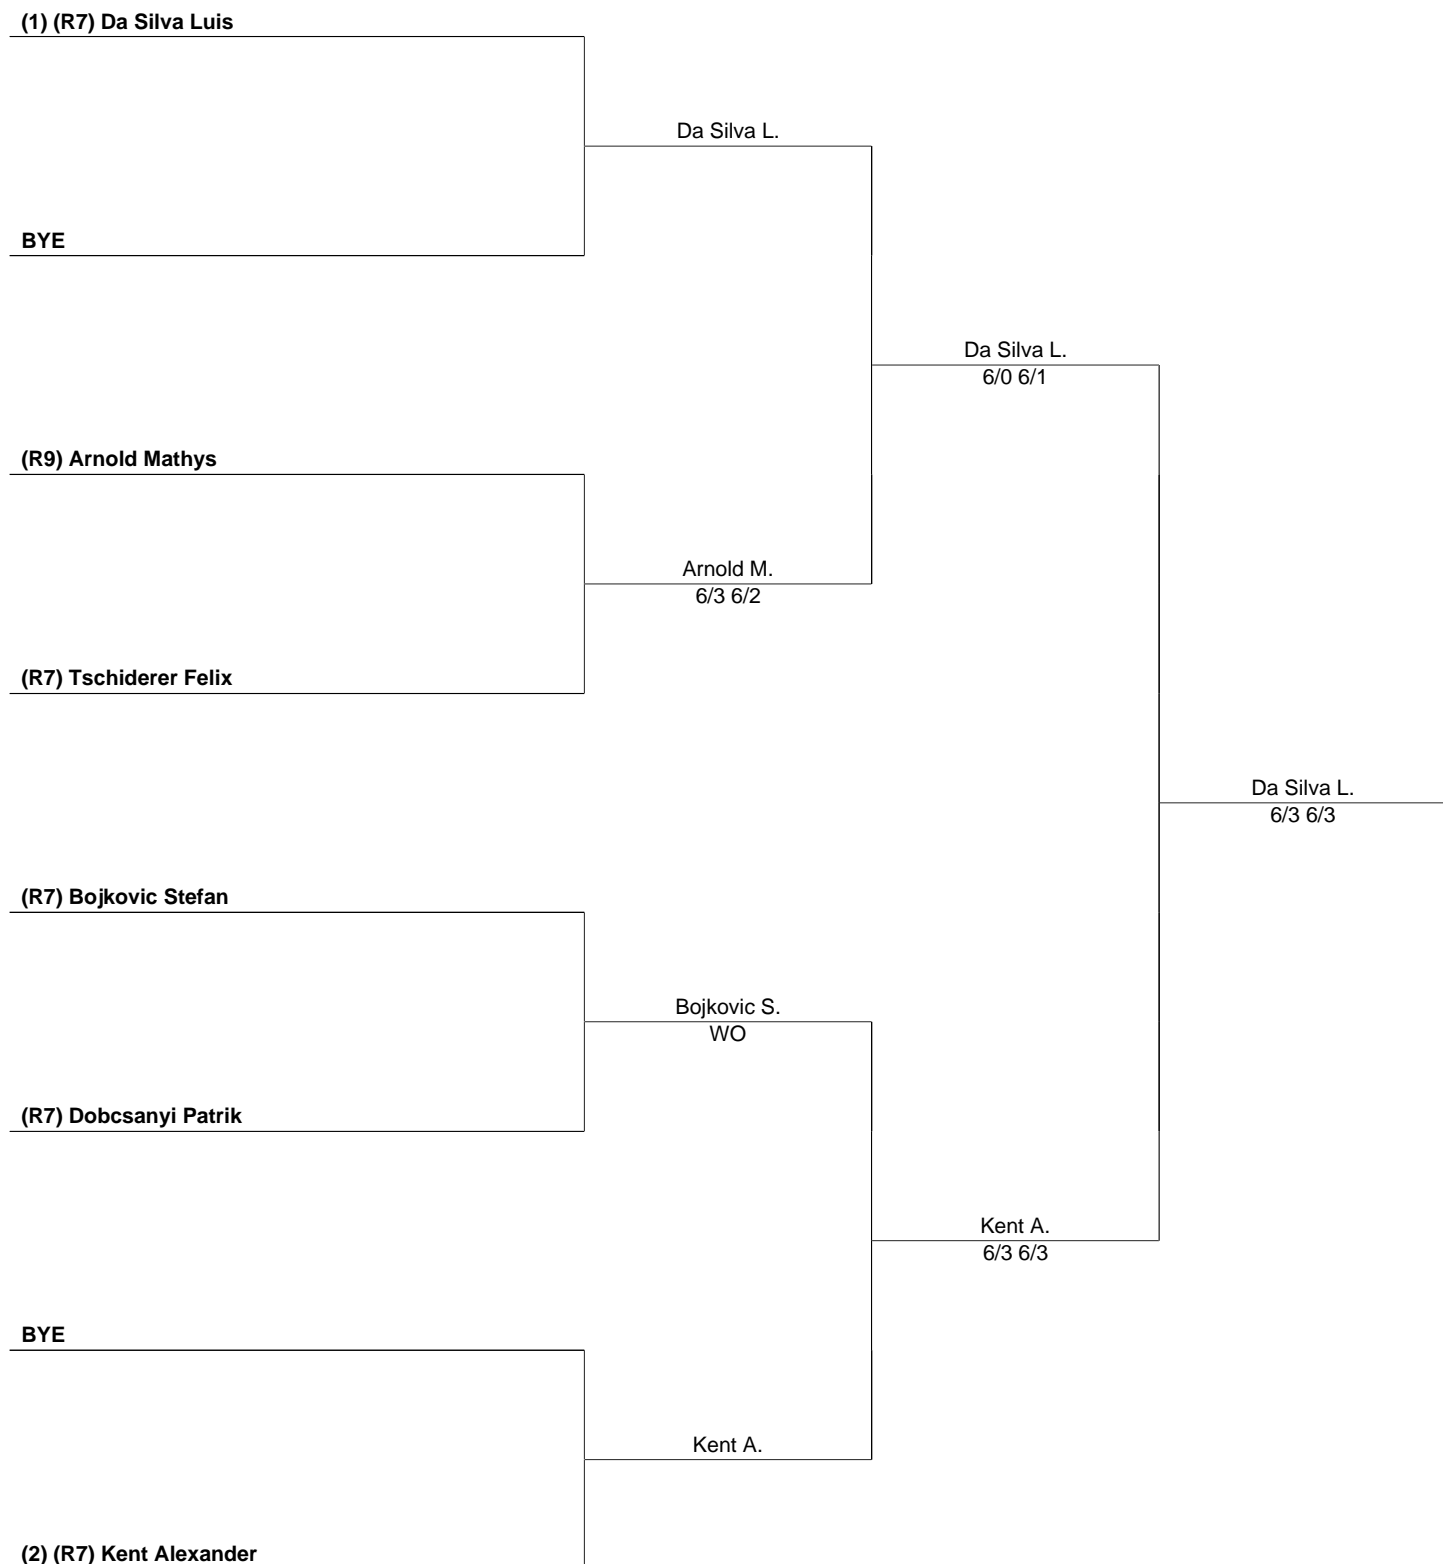 (1) (R7) Da Silva Luis
Da Silva L.
BYE
Da Silva L.
6/0 6/1
(R9) Arnold Mathys
Arnold M.
6/3 6/2
(R7) Tschiderer Felix
Da Silva L.
6/3 6/3
(R7) Bojkovic Stefan
Bojkovic S.
WO
(R7) Dobcsanyi Patrik
Kent A.
6/3 6/3
BYE
Kent A.
(2) (R7) Kent Alexander